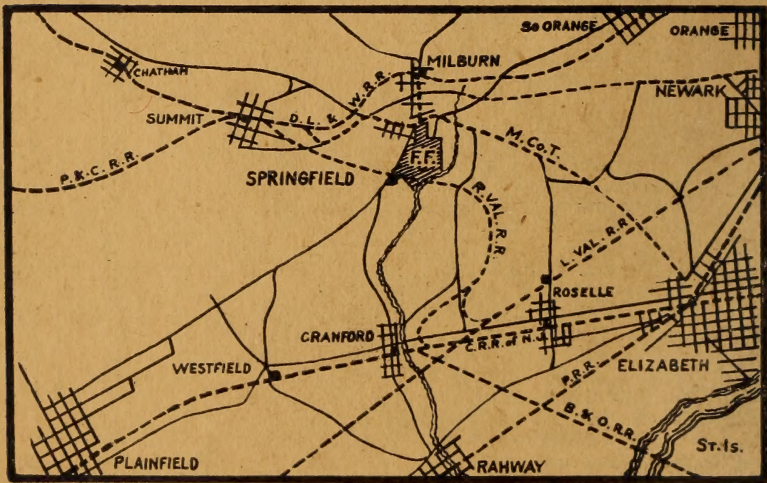 So ORANGE
ORANGE
MILBURN
CHATHAM
NEWARK
SUMMIT
D. L. & W. R. R.
M. Co. T.
P. & C. R. R.
F. F.
SPRINGFIELD
R. VAL. R. R.
L. VAL. R. R.
ROSELLE
CRANFORD
C. R. R. of N. J.
WESTFIELD
P. R. R.
ELIZABETH
B. & O. R. R.
ST. IS.
PLAINFIELD
RAHWAY